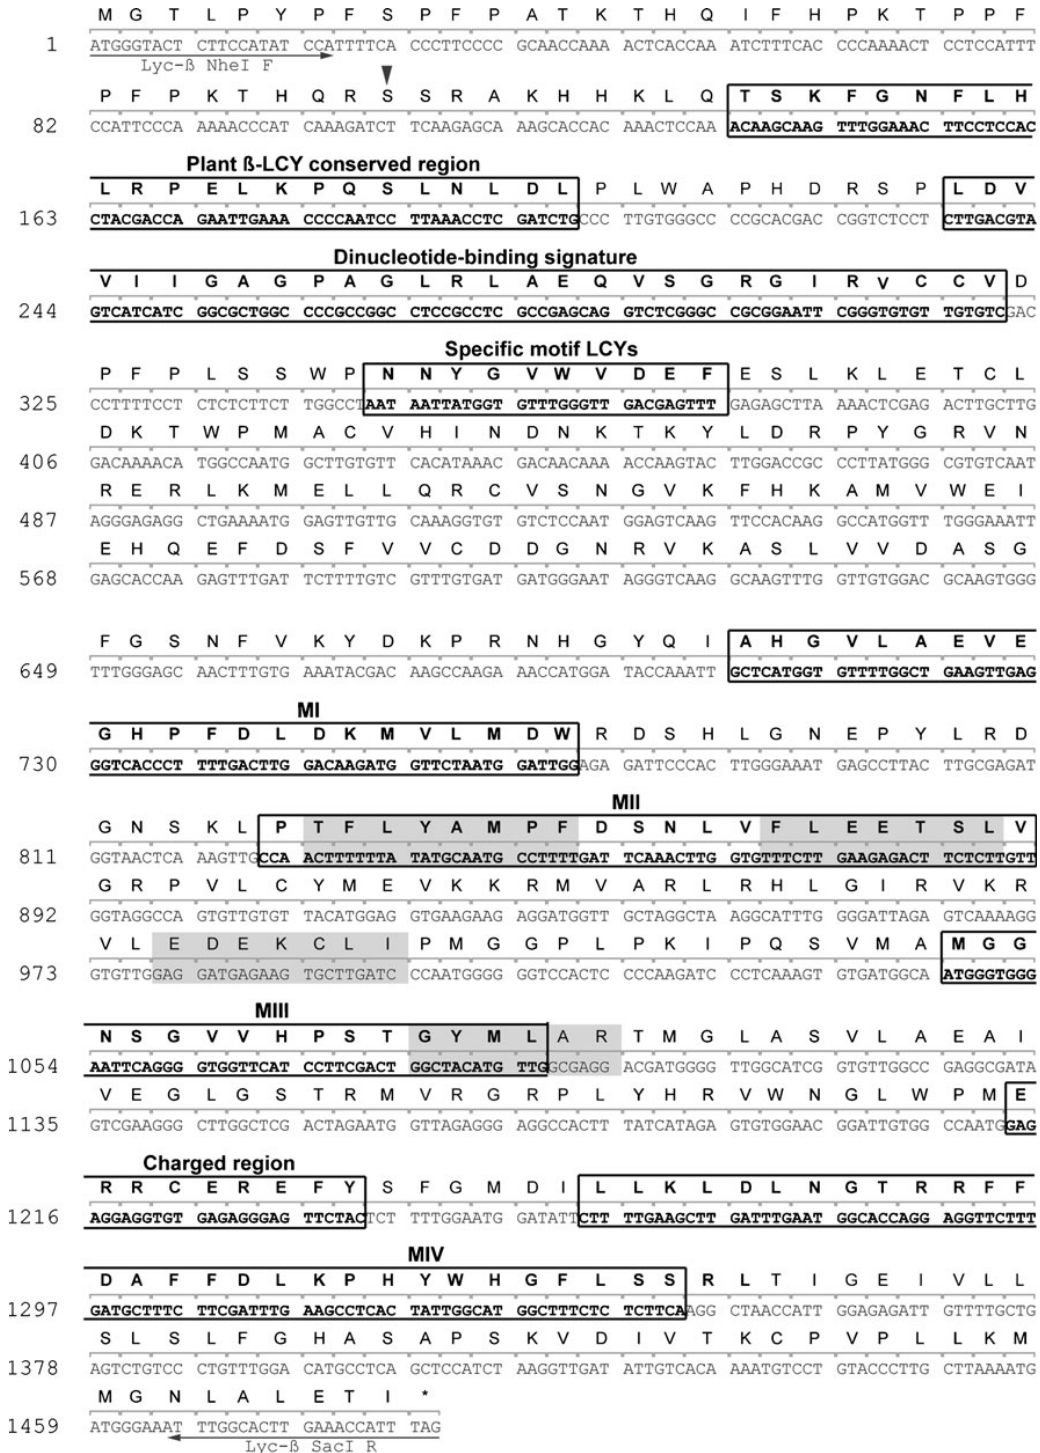 M G T L P Y P F S P F P A T K T H Q I F H P K T P P F
1 ATGGGTACT CTTCCATATC CCATTTTCA CCCTTCCCC GCAACCAAA ACTCACCAA ATCTTTCAC CCCAAAACT CCTCCATTT
Lyc-ß NheI F
P F P K T H Q R S S R A K H H K L Q T S K F G N F L H
82 CCATTCCCA AAAACCCAT CAAAGATCT TCAAGAGCA AAGCACCAC AAACTCCAA ACAAGCAAG TTTGGAAAC TTCCTCCAC
Plant ß-LCY conserved region
L R P E L K P Q S L N L D L P L W A P H D R S P L D V
163 CTACGACCA GAATTGAAA CCCCAATCC TTAAACCTC GATCTGCCC TTGTGGGCC CCGCACGAC CGGTCTCCT CTTGACGTA
Dinucleotide-binding signature
V I I G A G P A G L R L A E Q V S G R G I R V C C V D
244 GTCATCATC GGCGCTGGC CCCGCCGGC CTCCGCCTC GCCGAGCAG GTCTCGGGC CGCGGAATT CGGGTGTGT TGTGTCGAC
Specific motif LCYs
P F P L S S W P N N Y G V W V D E F E S L K L E T C L
325 CCTTTTCCT CTCTCTTCT TGGCCTAAT AATTATGGT GTTTGGGTT GACGAGTTT GAGAGCTTA AAACTCGAG ACTTGCTTG
D K T W P M A C V H I N D N K T K Y L D R P Y G R V N
406 GACAAAACA TGGCCAATG GCTTGTGTT CACATAAAC GACAACAAA ACCAAGTAC TTGGACCGC CCTTATGGG CGTGTCAAT
R E R L K M E L L Q R C V S N G V K F H K A M V W E I
487 AGGGAGAGG CTGAAAATG GAGTTGTTG CAAAGGTGT GTCTCCAAT GGAGTCAAG TTCCACAAG GCCATGGTT TGGGAAATT
E H Q E F D S F V V C D D G N R V K A S L V V D A S G
568 GAGCACCAA GAGTTTGAT TCTTTTGTC GTTTGTGAT GATGGGAAT AGGGTCAAG GCAAGTTTG GTTGTGGAC GCAAGTGGG
F G S N F V K Y D K P R N H G Y Q I A H G V L A E V E
649 TTTGGGAGC AACTTTGTG AAATACGAC AAGCCAAGA AACCATGGA TACCAAATT GCTCATGGT GTTTTGGCT GAAGTTGAG
MI
G H P F D L D K M V L M D W R D S H L G N E P Y L R D
730 GGTCACCCT TTTGACTTG GACAAGATG GTTCTAATG GATTGGAGA GATTCCCAC TTGGGAAAT GAGCCTTAC TTGCGAGAT
MII
G N S K L P T F L Y A M P F D S N L V F L E E T S L V
811 GGTAACTCA AAGTTGCCA ACTTTTTTA TATGCAATG CCTTTTGAT TCAAACTTG GTGTTTCTT GAAGAGACT TCTCTTGTT
G R P V L C Y M E V K K R M V A R L R H L G I R V K R
892 GGTAGGCCA GTGTTGTGT TACATGGAG GTGAAGAAG AGGATGGTT GCTAGGCTA AGGCATTTG GGGATTAGA GTCAAAAGG
V L E D E K C L I P M G G P L P K I P Q S V M A M G G
973 GTGTTGGAG GATGAGAAG TGCTTGATC CCAATGGGG GGTCCACTC CCCAAGATC CCTCAAAGT GTGATGGCA ATGGGTGGG
MIII
N S G V V H P S T G Y M L A R T M G L A S V L A E A I
1054 AATTCAGGG GTGGTTCAT CCTTCGACT GGCTACATG TTGGCGAGG ACGATGGGG TTGGCATCG GTGTTGGCC GAGGCGATA
V E G L G S T R M V R G R P L Y H R V W N G L W P M E
1135 GTCGAAGGG CTTGGCTCG ACTAGAATG GTTAGAGGG AGGCCACTT TATCATAGA GTGTGGAAC GGATTGTGG CCAATGGAG
Charged region
R R C E R E F Y S F G M D I L L K L D L N G T R R F F
1216 AGGAGGTGT GAGAGGGAG TTCTACTCT TTTGGAATG GATATTCTT TTGAAGCTT GATTTGAAT GGCACCAGG AGGTTCTTT
MIV
D A F F D L K P H Y W H G F L S S R L T I G E I V L L
1297 GATGCTTTC TTCGATTTG AAGCCTCAC TATTGGCAT GGCTTTCTC TCTTCAAGG CTAACCATT GGAGAGATT GTTTTGCTG
S L S L F G H A S A P S K V D I V T K C P V P L L K M
1378 AGTCTGTCC CTGTTTGGA CATGCCTCA GCTCCATCT AAGGTTGAT ATTGTCACA AAATGTCCT GTACCCTTG CTTAAAATG
M G N L A L E T I *
1459 ATGGGAAAT TTGGCACTT GAAACCATT TAG
Lyc-ß SacI R